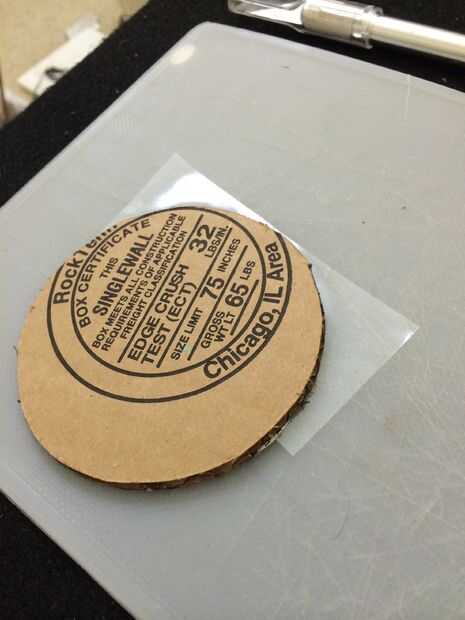 RockTenn
BOX CERTIFICATE
THIS
SINGLEWALL
BOX MEETS ALL CONSTRUCTION
REQUIREMENTS OF APPLICABLE
FREIGHT CLASSIFICATION
EDGE CRUSH
TEST (ECT) 32 LBS/IN.
SIZE LIMIT 75 INCHES
GROSS
WT LT 65 LBS
Chicago, IL Area